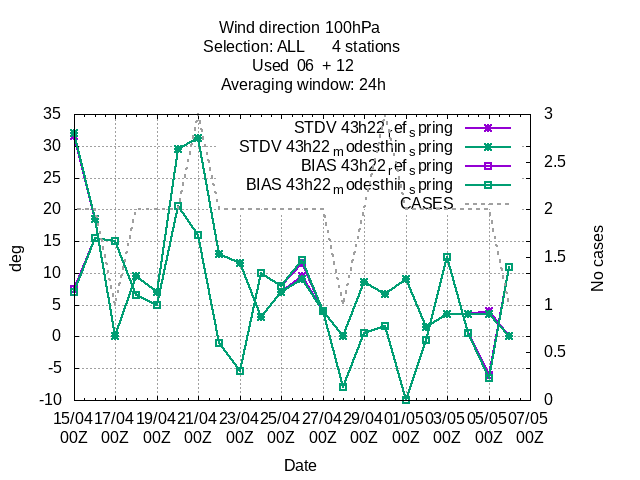 Wind direction 100hPa
Selection: ALL 4 stations
Used 06 + 12
Averaging window: 24h
STDV 43h22ref_spring
STDV 43h22modesthin_spring
BIAS 43h22ref_spring
BIAS 43h22modesthin_spring
CASES
35
30
25
20
15
10
5
0
-5
-10
deg
3
2.5
2
1.5
1
0.5
0
No cases
15/04 17/04 19/04 21/04 23/04 25/04 27/04 29/04 01/05 03/05 05/05 07/05
00Z 00Z 00Z 00Z 00Z 00Z 00Z 00Z 00Z 00Z 00Z 00Z
Date